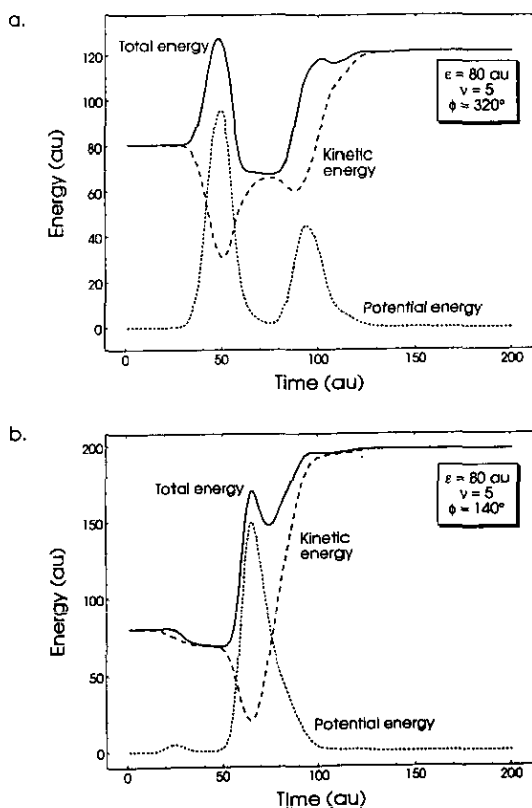 a.
Total energy
ε = 80 au
ν = 5
φ = 320°
Kinetic
energy
Potential energy
Energy (au)
120
100
80
60
40
20
0
0 50 100 150 200
Time (au)
b.
Total energy
ε = 80 au
ν = 5
φ = 140°
Kinetic
energy
Potential energy
Energy (au)
200
150
100
50
0
0 50 100 150 200
Time (au)